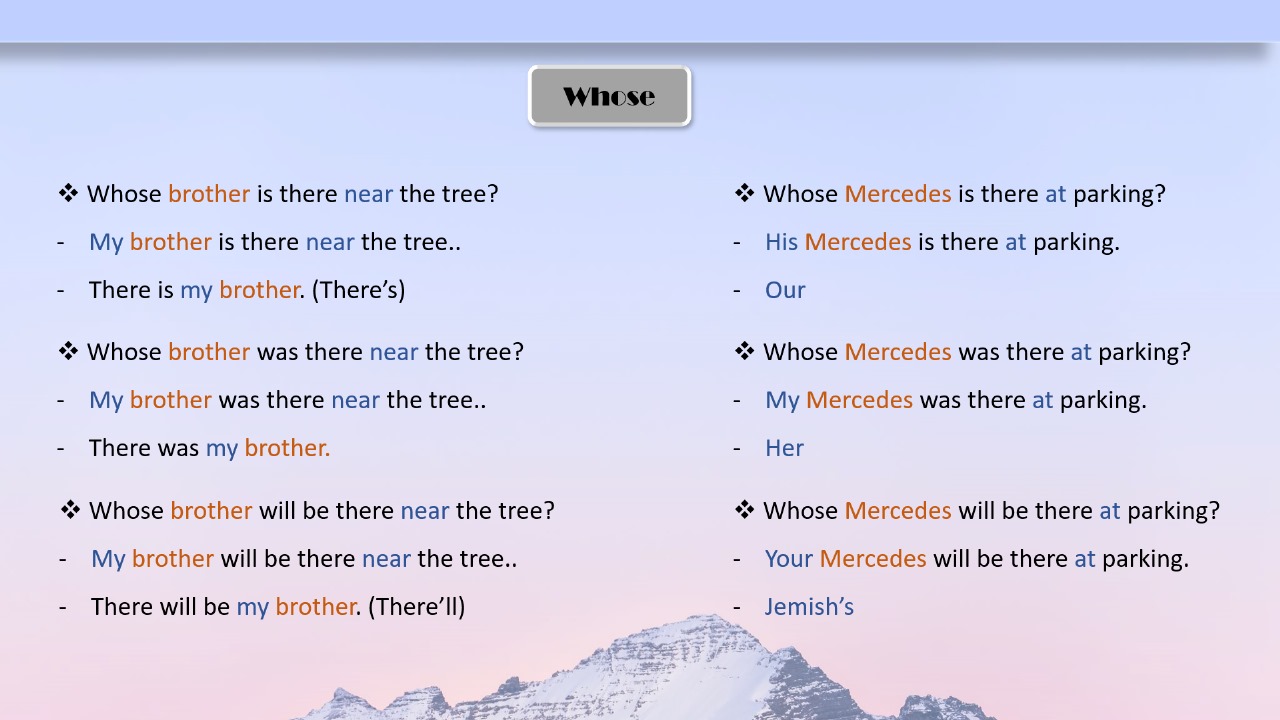 Whose
❖ Whose brother is there near the tree?
- My brother is there near the tree..
- There is my brother. (There’s)
❖ Whose brother was there near the tree?
- My brother was there near the tree..
- There was my brother.
❖ Whose brother will be there near the tree?
- My brother will be there near the tree..
- There will be my brother. (There’ll)
❖ Whose Mercedes is there at parking?
- His Mercedes is there at parking.
- Our
❖ Whose Mercedes was there at parking?
- My Mercedes was there at parking.
- Her
❖ Whose Mercedes will be there at parking?
- Your Mercedes will be there at parking.
- Jemish’s